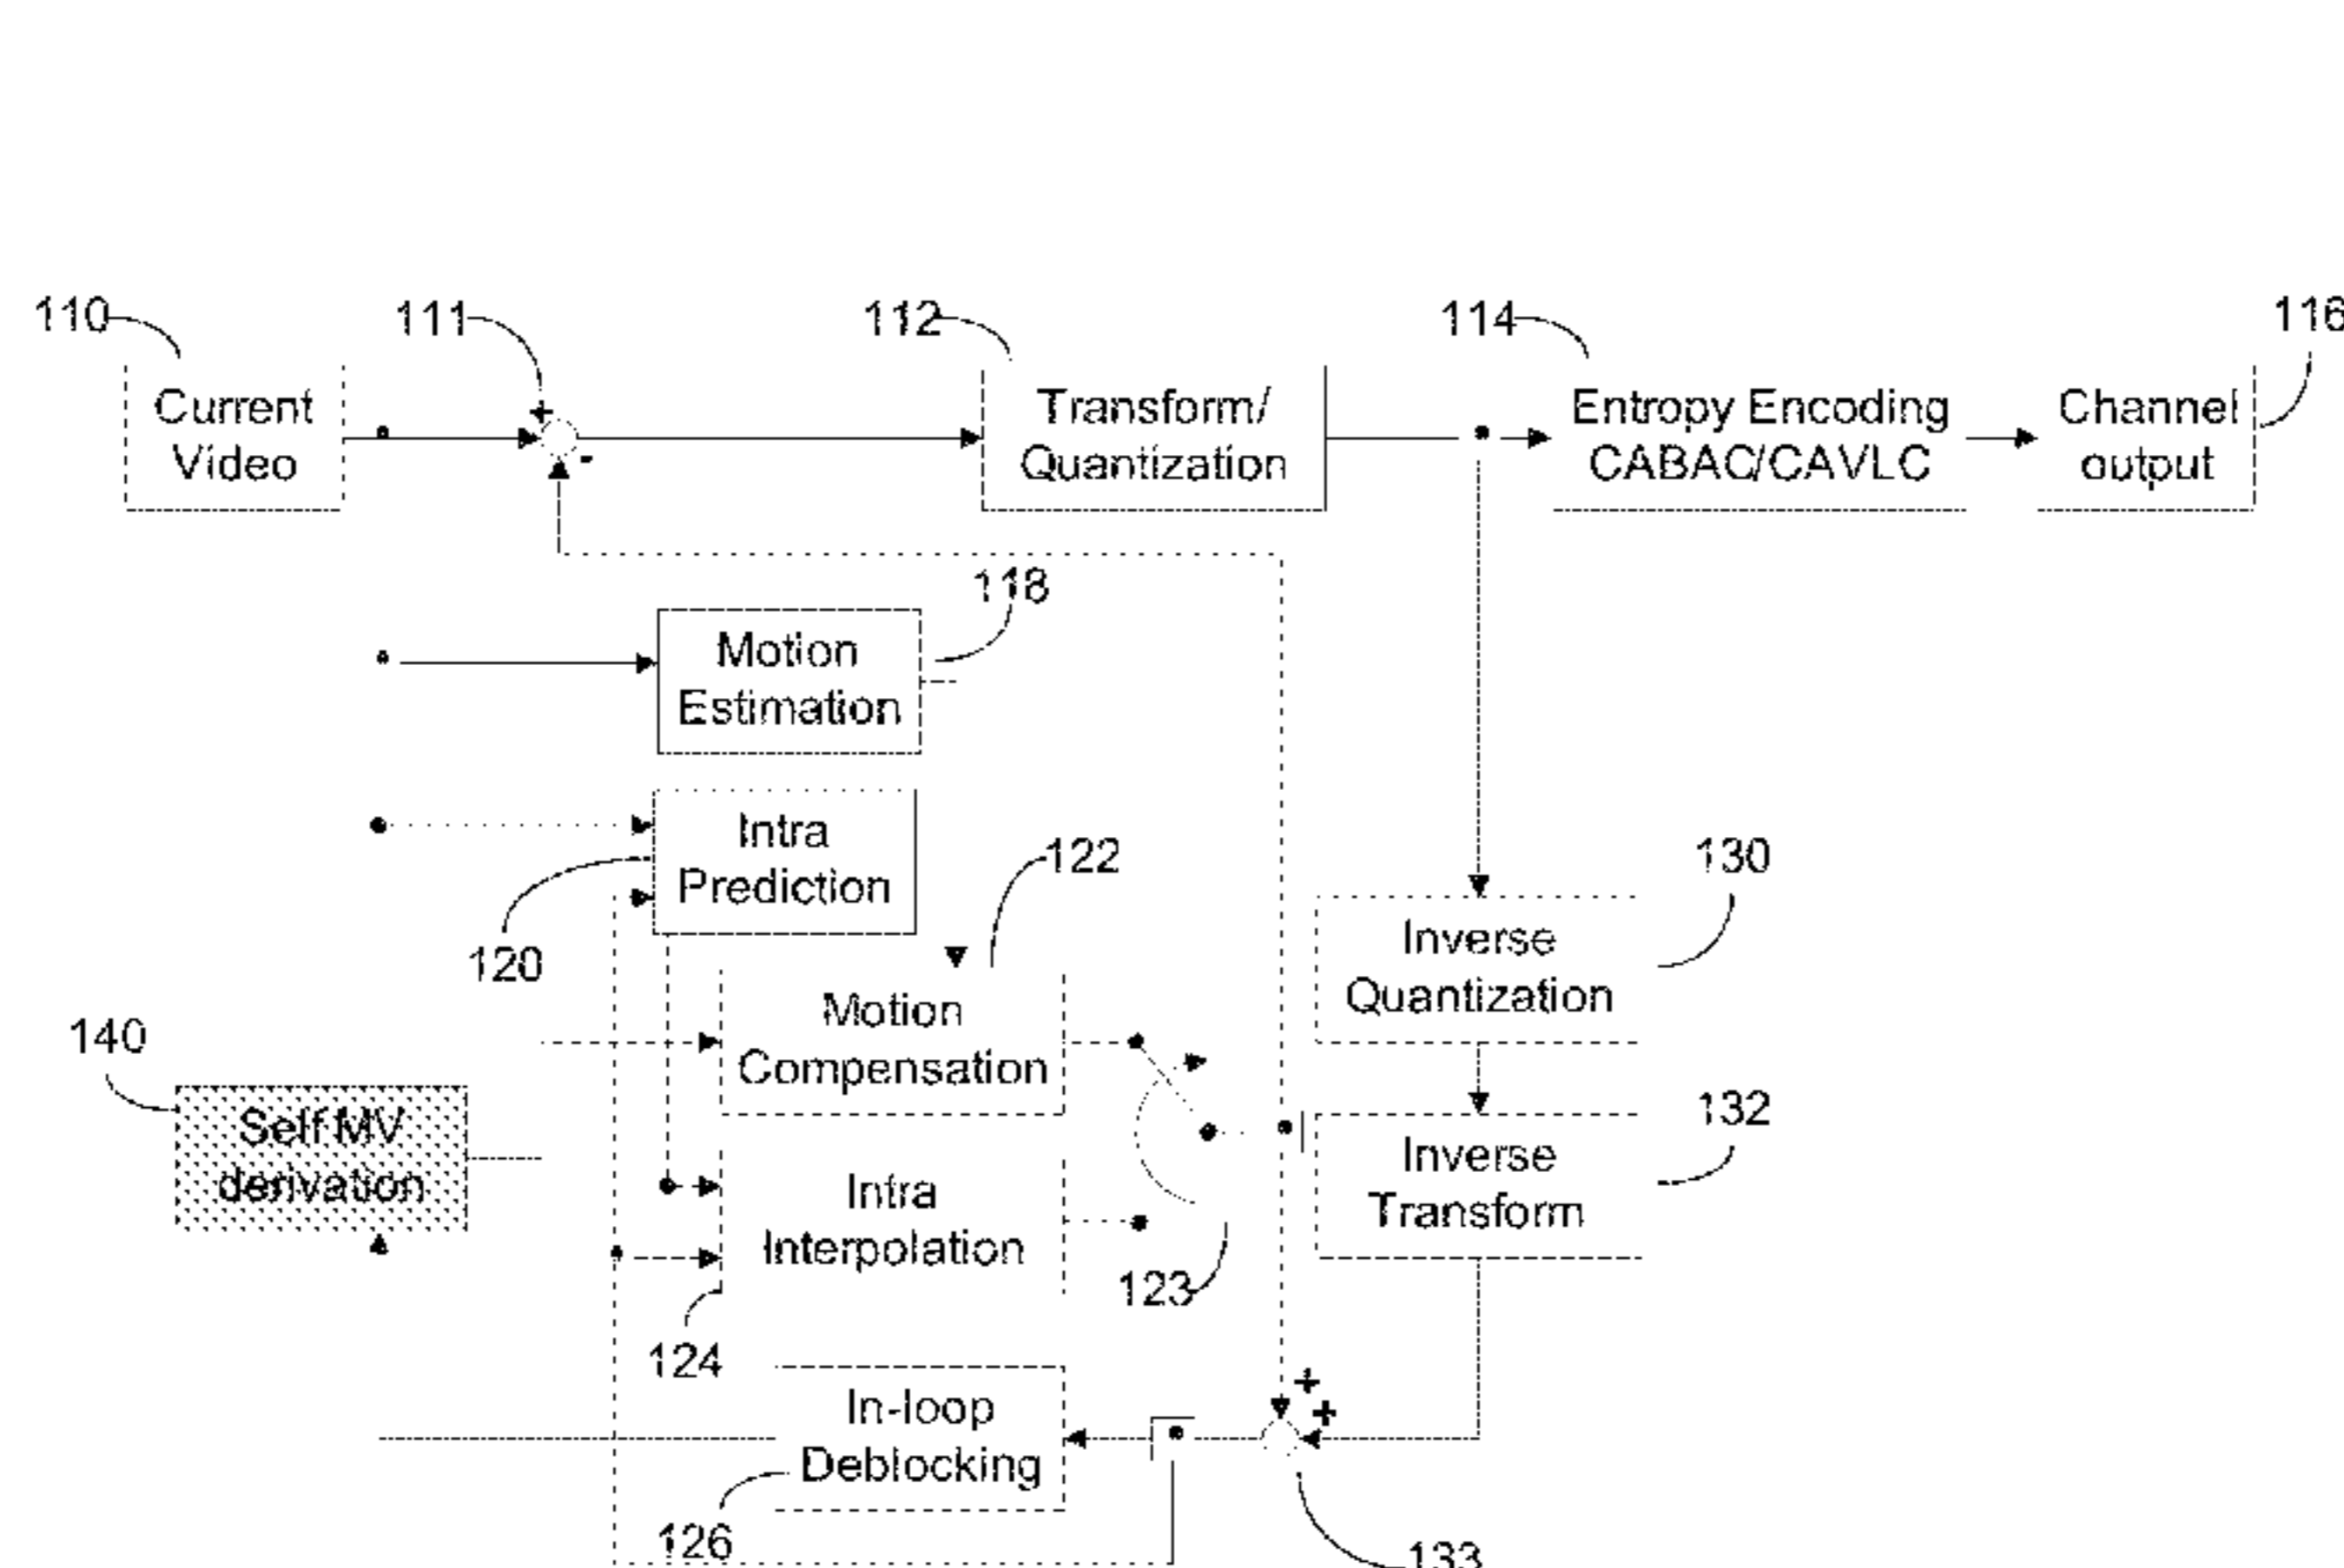 110
111
112
114
116
Current
Video
+
-
Transform/
Quantization
Entropy Encoding
CABAC/CAVLC
Channel
output
118
Motion
Estimation
Intra
Prediction
120
122
130
Inverse
Quantization
Motion
Compensation
140
Self MV
derivation
132
Inverse
Transform
Intra
Interpolation
123
124
+
+
In-loop
Deblocking
126
133